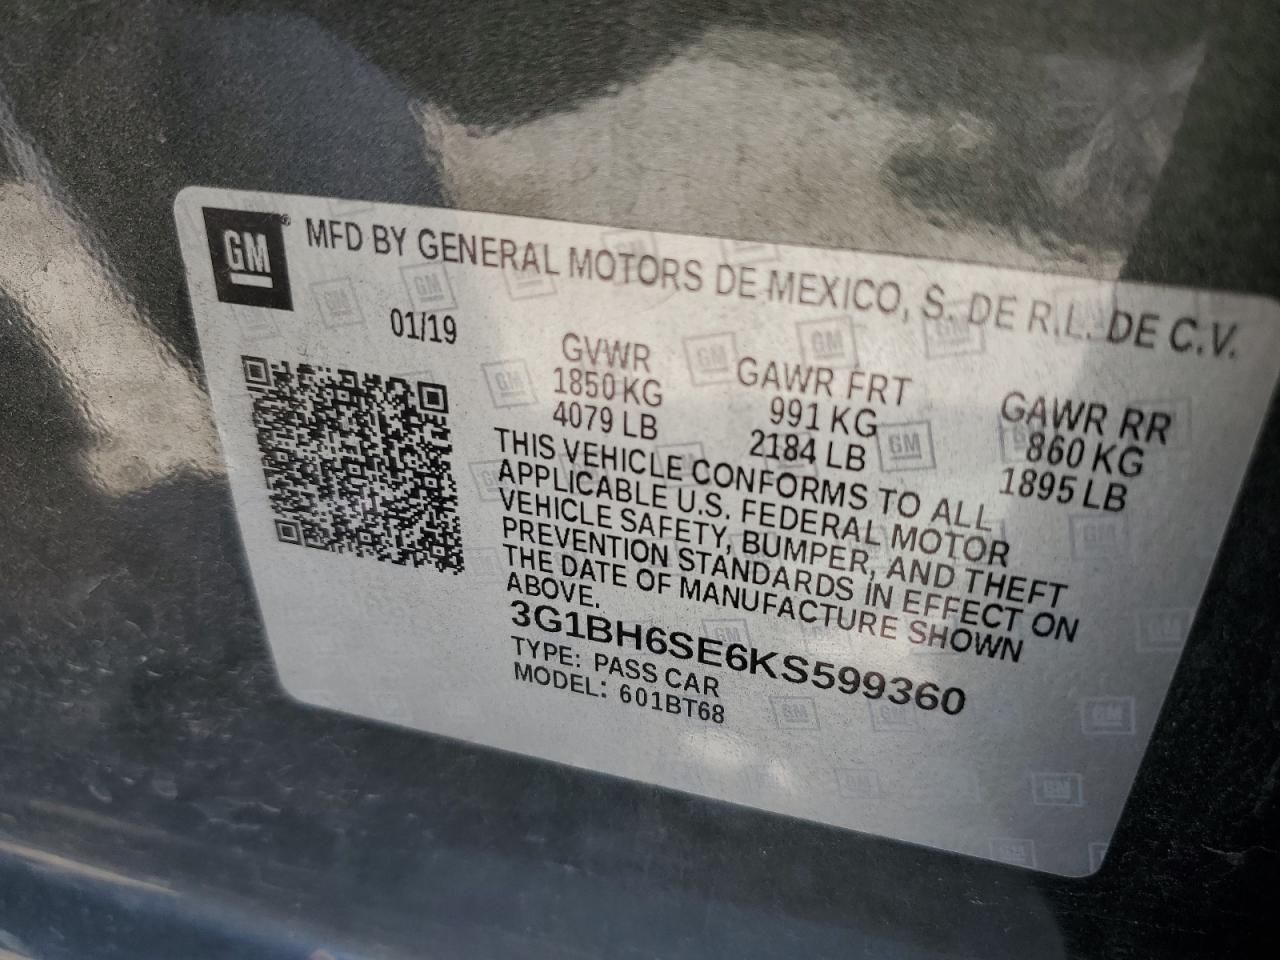 GM
MFD BY GENERAL MOTORS DE MEXICO, S. DE R.L. DE C.V.
01/19
GVWR
1850 KG
4079 LB
GAWR FRT
991 KG
2184 LB
GAWR RR
860 KG
1895 LB
THIS VEHICLE CONFORMS TO ALL
APPLICABLE U.S. FEDERAL MOTOR
VEHICLE SAFETY, BUMPER, AND THEFT
PREVENTION STANDARDS IN EFFECT ON
THE DATE OF MANUFACTURE SHOWN
ABOVE.
3G1BH6SE6KS599360
TYPE: PASS CAR
MODEL: 601BT68